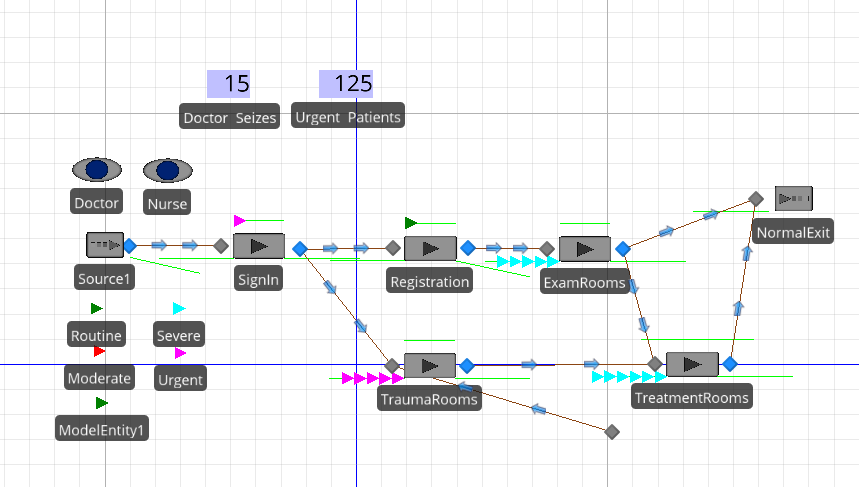 15
125
Doctor Seizes
Urgent Patients
Doctor
Nurse
Source1
SignIn
Registration
ExamRooms
NormalExit
Routine
Severe
Moderate
Urgent
ModelEntity1
TraumaRooms
TreatmentRooms